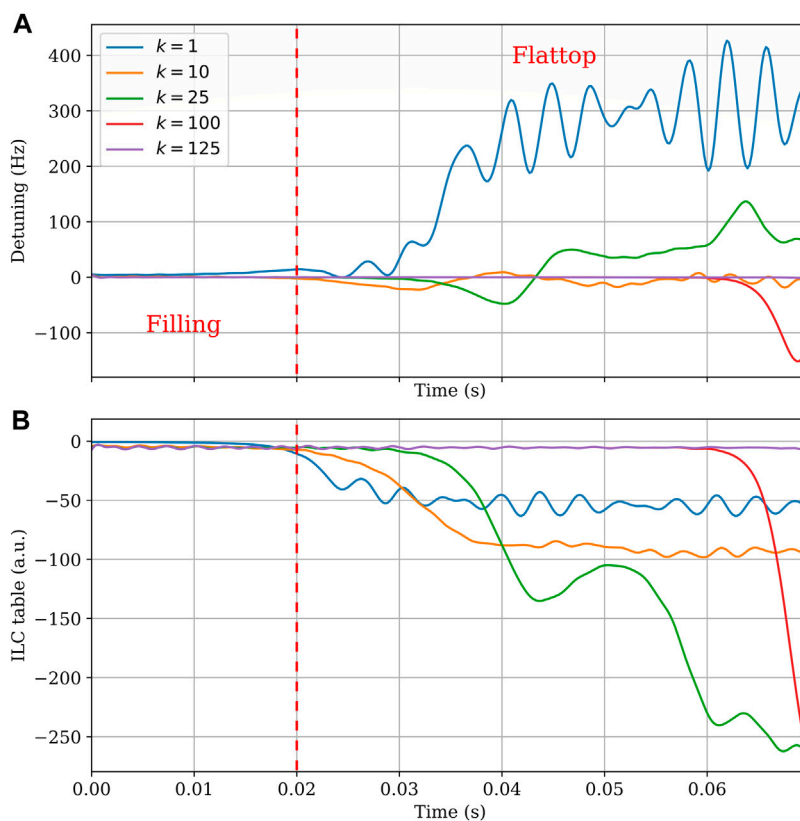 A
400
300
200
100
0
−100
Detuning (Hz)
k = 1
k = 10
k = 25
k = 100
k = 125
Flattop
Filling
Time (s)
B
0
−50
−100
−150
−200
−250
ILC table (a.u.)
0.00 0.01 0.02 0.03 0.04 0.05 0.06
Time (s)